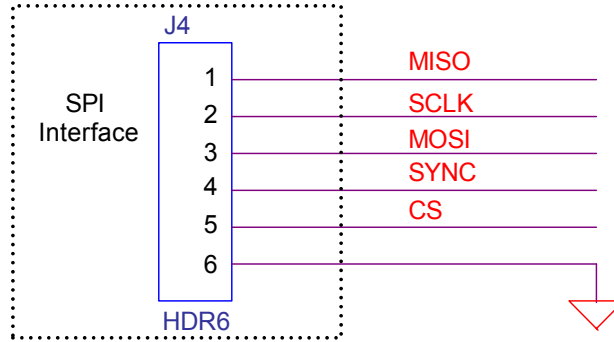 J4
1 MISO
SPI
Interface
2 SCLK
3 MOSI
4 SYNC
5 CS
6
HDR6